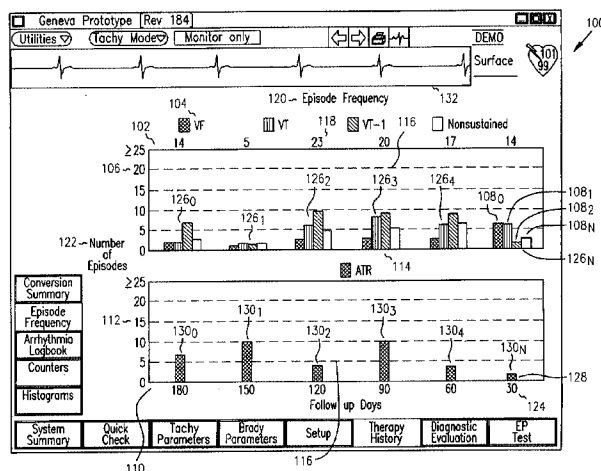 Geneva Prototype Rev 184
100
Utilities Tachy Mode Monitor only DEMO
Surface 101 99
132
104 120 Episode Frequency
VF VT VT-1 Nonsustained
102 118 116
14 5 23 20 17 14
≥25
106 20
15
10
5
0
126₀ 126₁ 126₂ 126₃ 126₄ 108₀ 108₁
108₂
108N
126N
122 Number of Episodes
114
ATR
≥25
20
112 15
10
5
0
130₀ 130₁ 130₂ 130₃ 130₄ 130N
128
180 150 120 90 60 30
Follow up Days 124
Conversion Summary
Episode Frequency
Arrhythmia Logbook
Counters
Histograms
System Summary Quick Check Tachy Parameters Brady Parameters Setup Therapy History Diagnostic Evaluation EP Test
110 116